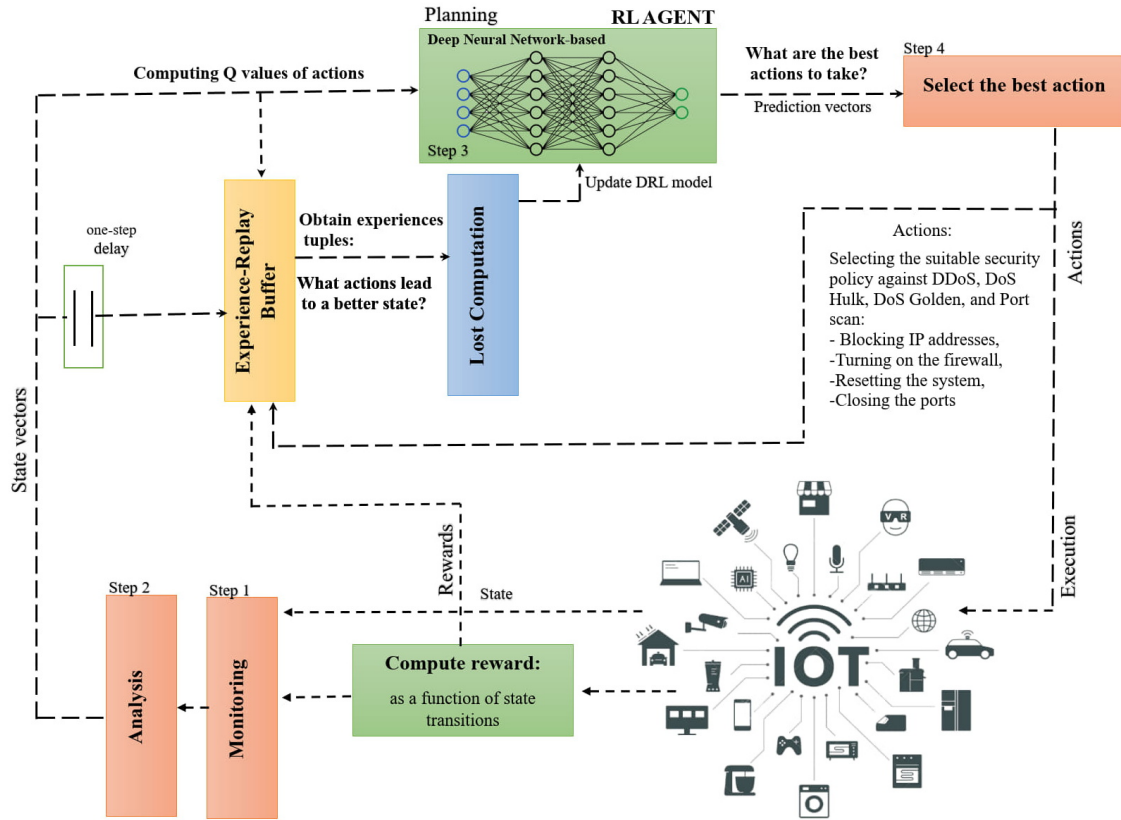 Planning
RL AGENT
Deep Neural Network-based
Step 3
Computing Q values of actions
What are the best
actions to take?
Prediction vectors
Step 4
Select the best action
Update DRL model
one-step
delay
Experience-Replay
Buffer
Obtain experiences
tuples:
What actions lead
to a better state?
Lost Computation
Actions:
Selecting the suitable security
policy against DDoS, DoS
Hulk, DoS Golden, and Port
scan:
- Blocking IP addresses,
-Turning on the firewall,
-Resetting the system,
-Closing the ports
Actions
Execution
State vectors
Rewards
State
Step 2
Analysis
Step 1
Monitoring
Compute reward:
as a function of state
transitions
V R
AI
IOT